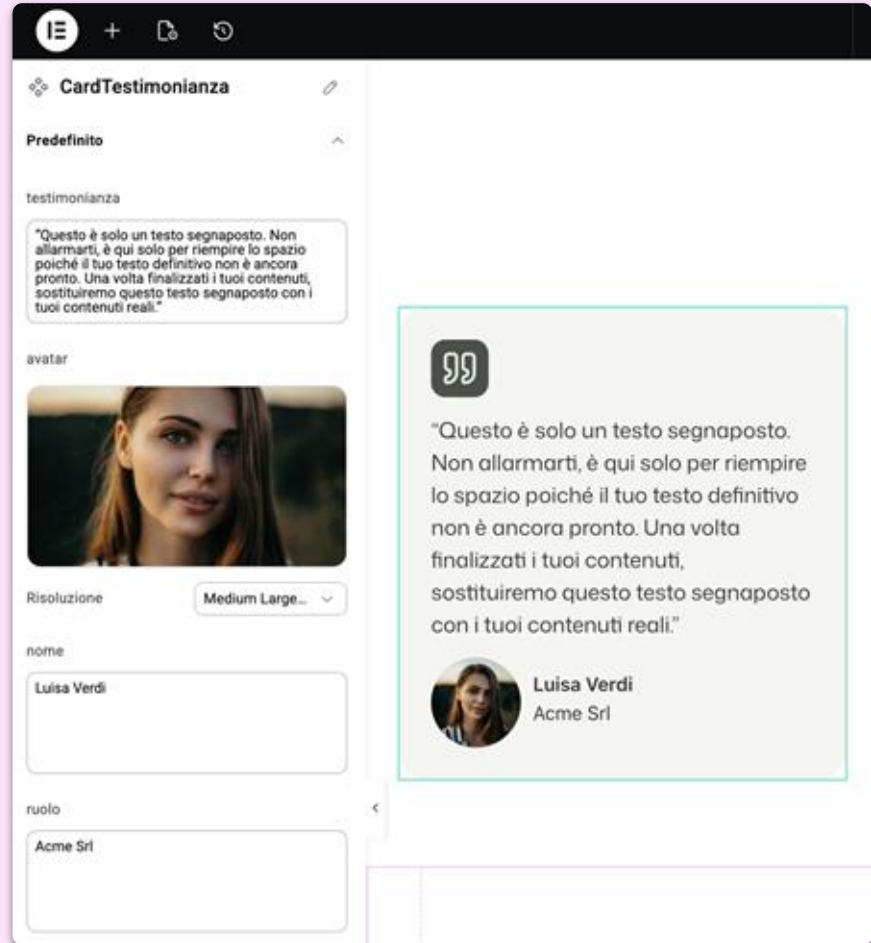 CardTestimonianza
Predefinito
testimonianza
"Questo è solo un testo segnaposto. Non
allarmarti, è qui solo per riempire lo spazio
poiché il tuo testo definitivo non è ancora
pronto. Una volta finalizzati i tuoi contenuti,
sostituiremo questo testo segnaposto con i
tuoi contenuti reali."
avatar
Risoluzione
Medium Large...
nome
Luisa Verdi
ruolo
Acme Srl
“Questo è solo un testo segnaposto.
Non allarmarti, è qui solo per riempire
lo spazio poiché il tuo testo definitivo
non è ancora pronto. Una volta
finalizzati i tuoi contenuti,
sostituiremo questo testo segnaposto
con i tuoi contenuti reali.”
Luisa Verdi
Acme Srl